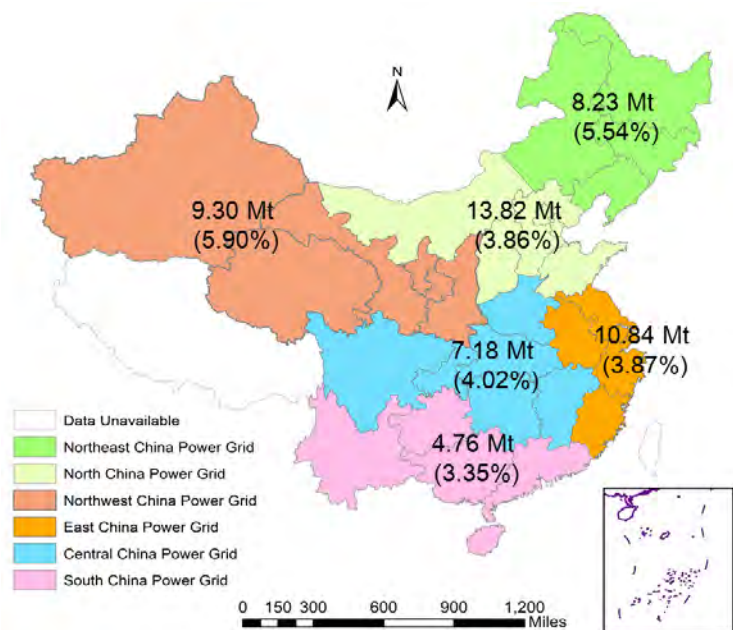 N
8.23 Mt
(5.54%)
9.30 Mt
(5.90%)
13.82 Mt
(3.86%)
10.84 Mt
(3.87%)
7.18 Mt
(4.02%)
4.76 Mt
(3.35%)
Data Unavailable
Northeast China Power Grid
North China Power Grid
Northwest China Power Grid
East China Power Grid
Central China Power Grid
South China Power Grid
0 150 300 600 900 1,200
Miles